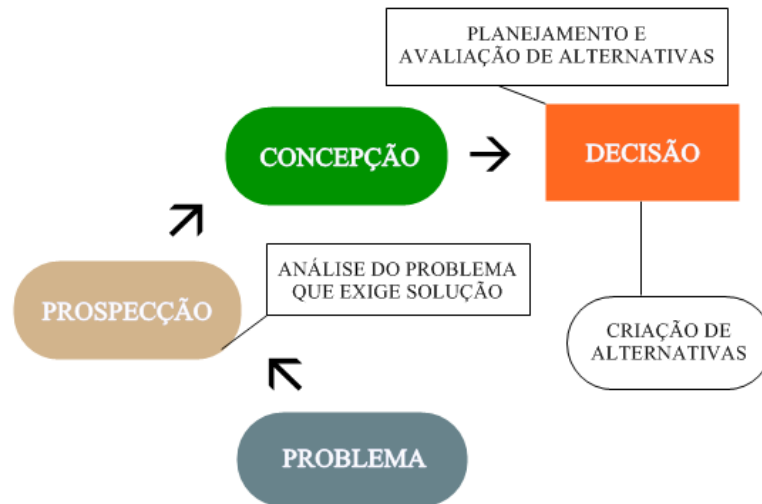 PLANEJAMENTO E
AVALIAÇÃO DE ALTERNATIVAS
CONCEPÇÃO
DECISÃO
ANÁLISE DO PROBLEMA
QUE EXIGE SOLUÇÃO
PROSPECÇÃO
CRIAÇÃO DE
ALTERNATIVAS
PROBLEMA